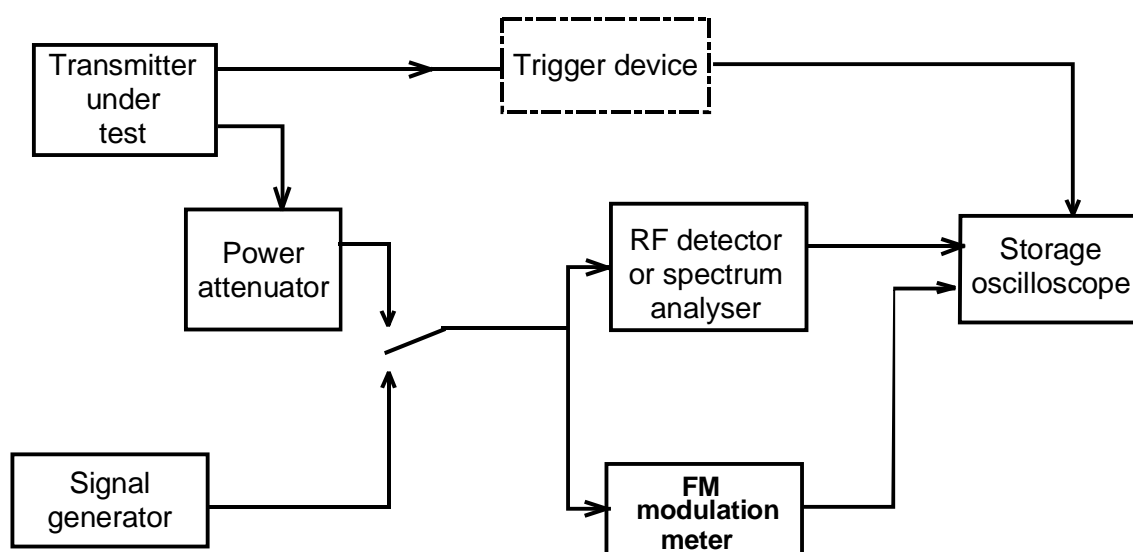 Transmitter
under
test
Trigger device
Power
attenuator
RF detector
or spectrum
analyser
Storage
oscilloscope
Signal
generator
FM
modulation
meter